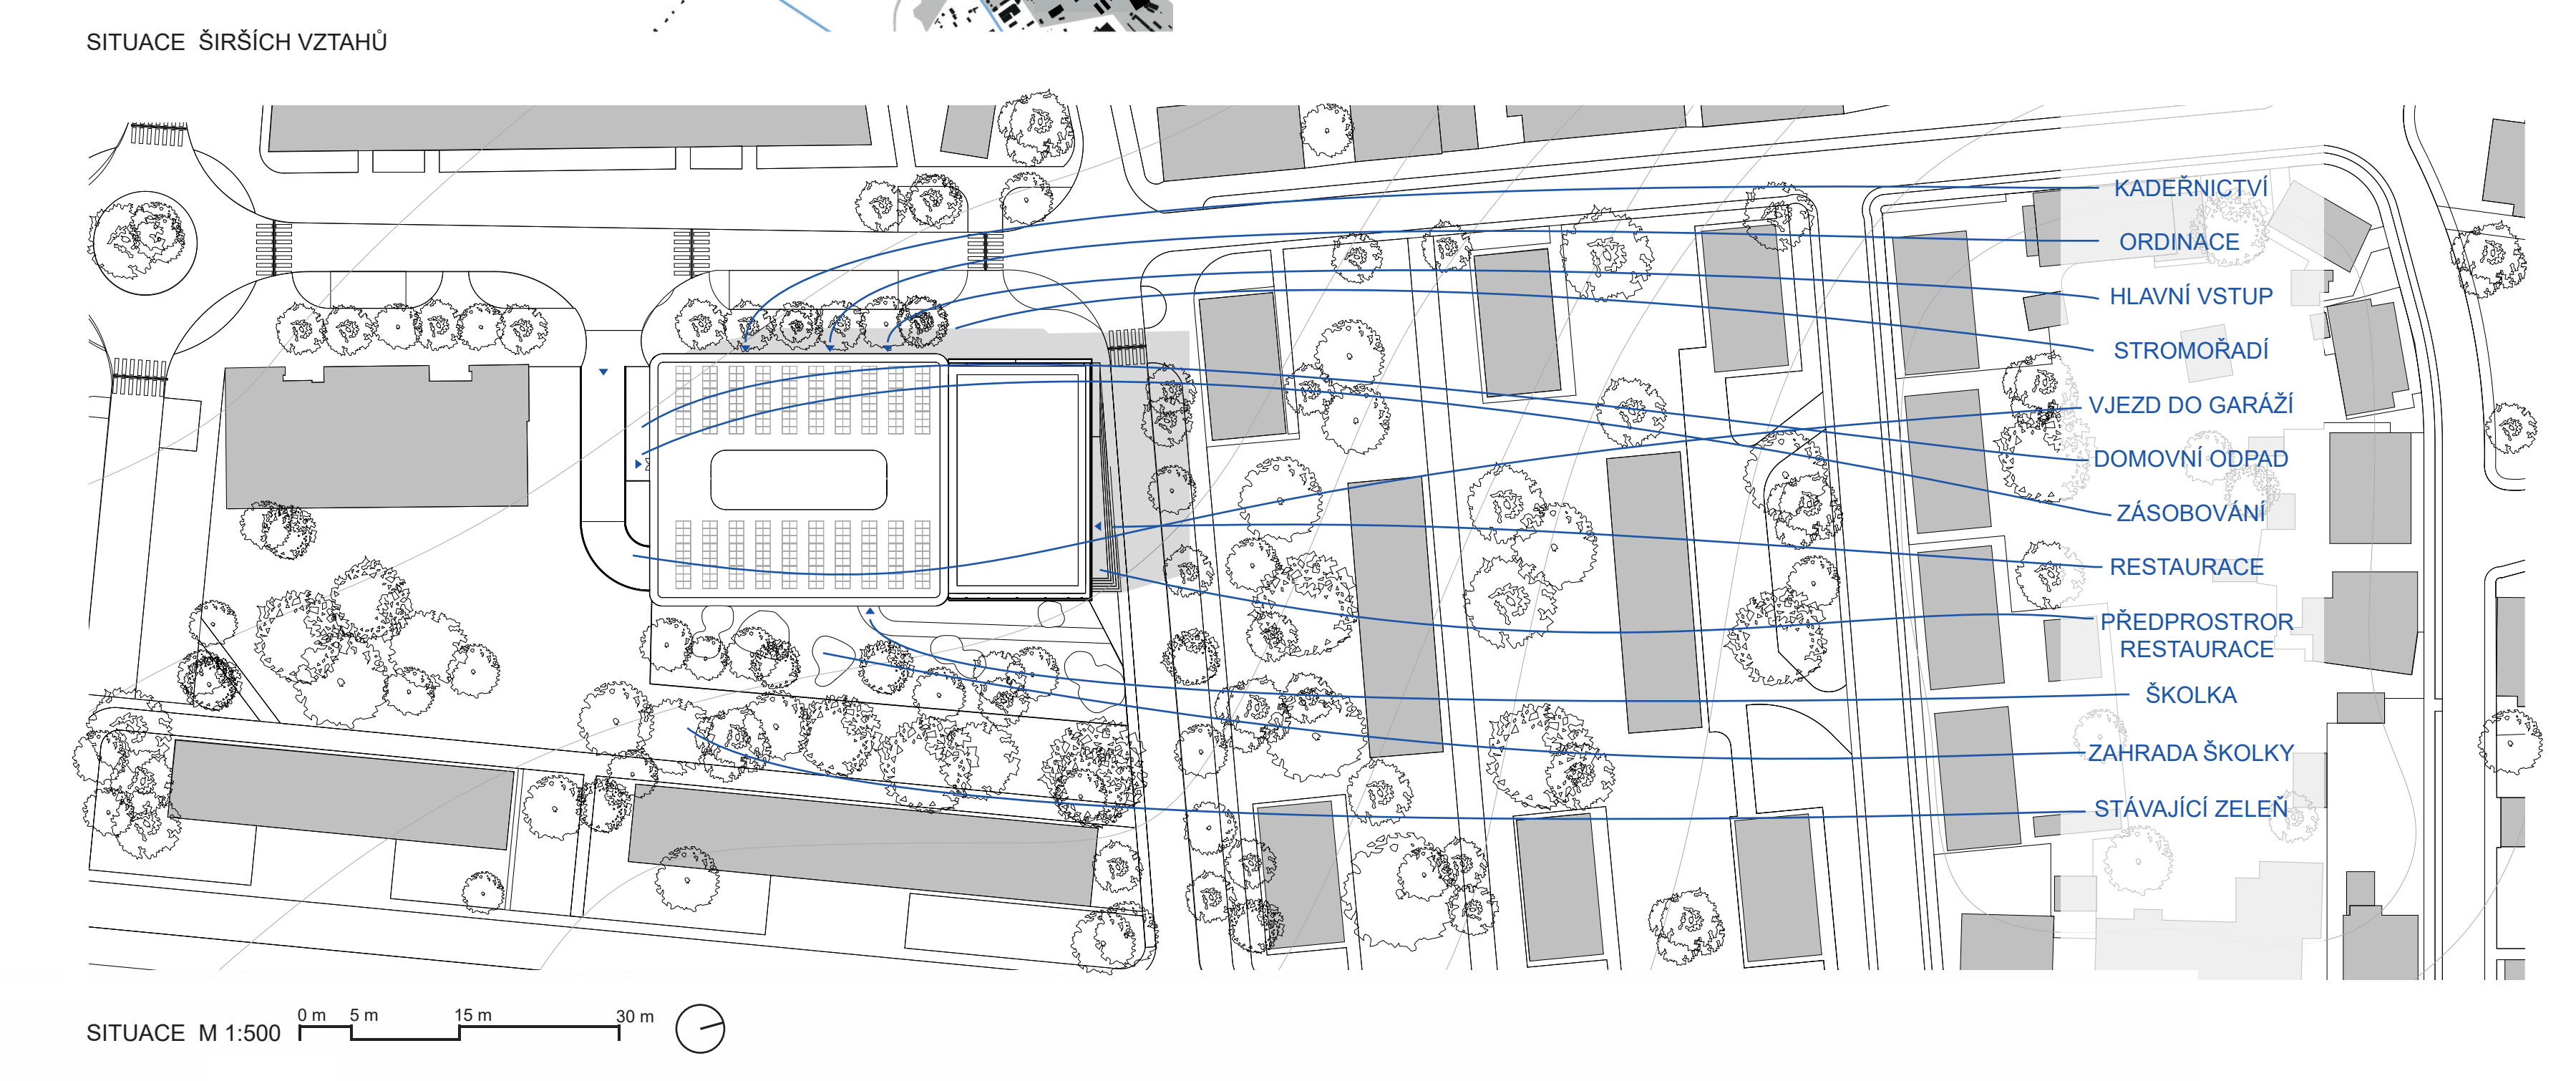 SITUACE ŠIRŠÍCH VZTAHŮ
KADEŘNICTVÍ
ORDINACE
HLAVNÍ VSTUP
STROMOŘADÍ
VJEZD DO GARÁŽÍ
DOMOVNÍ ODPAD
ZÁSOBOVÁNÍ
RESTAURACE
PŘEDPROSTROR
RESTAURACE
ŠKOLKA
ZAHRADA ŠKOLKY
STÁVAJÍCÍ ZELEŇ
SITUACE M 1:500
0 m 5 m 15 m 30 m